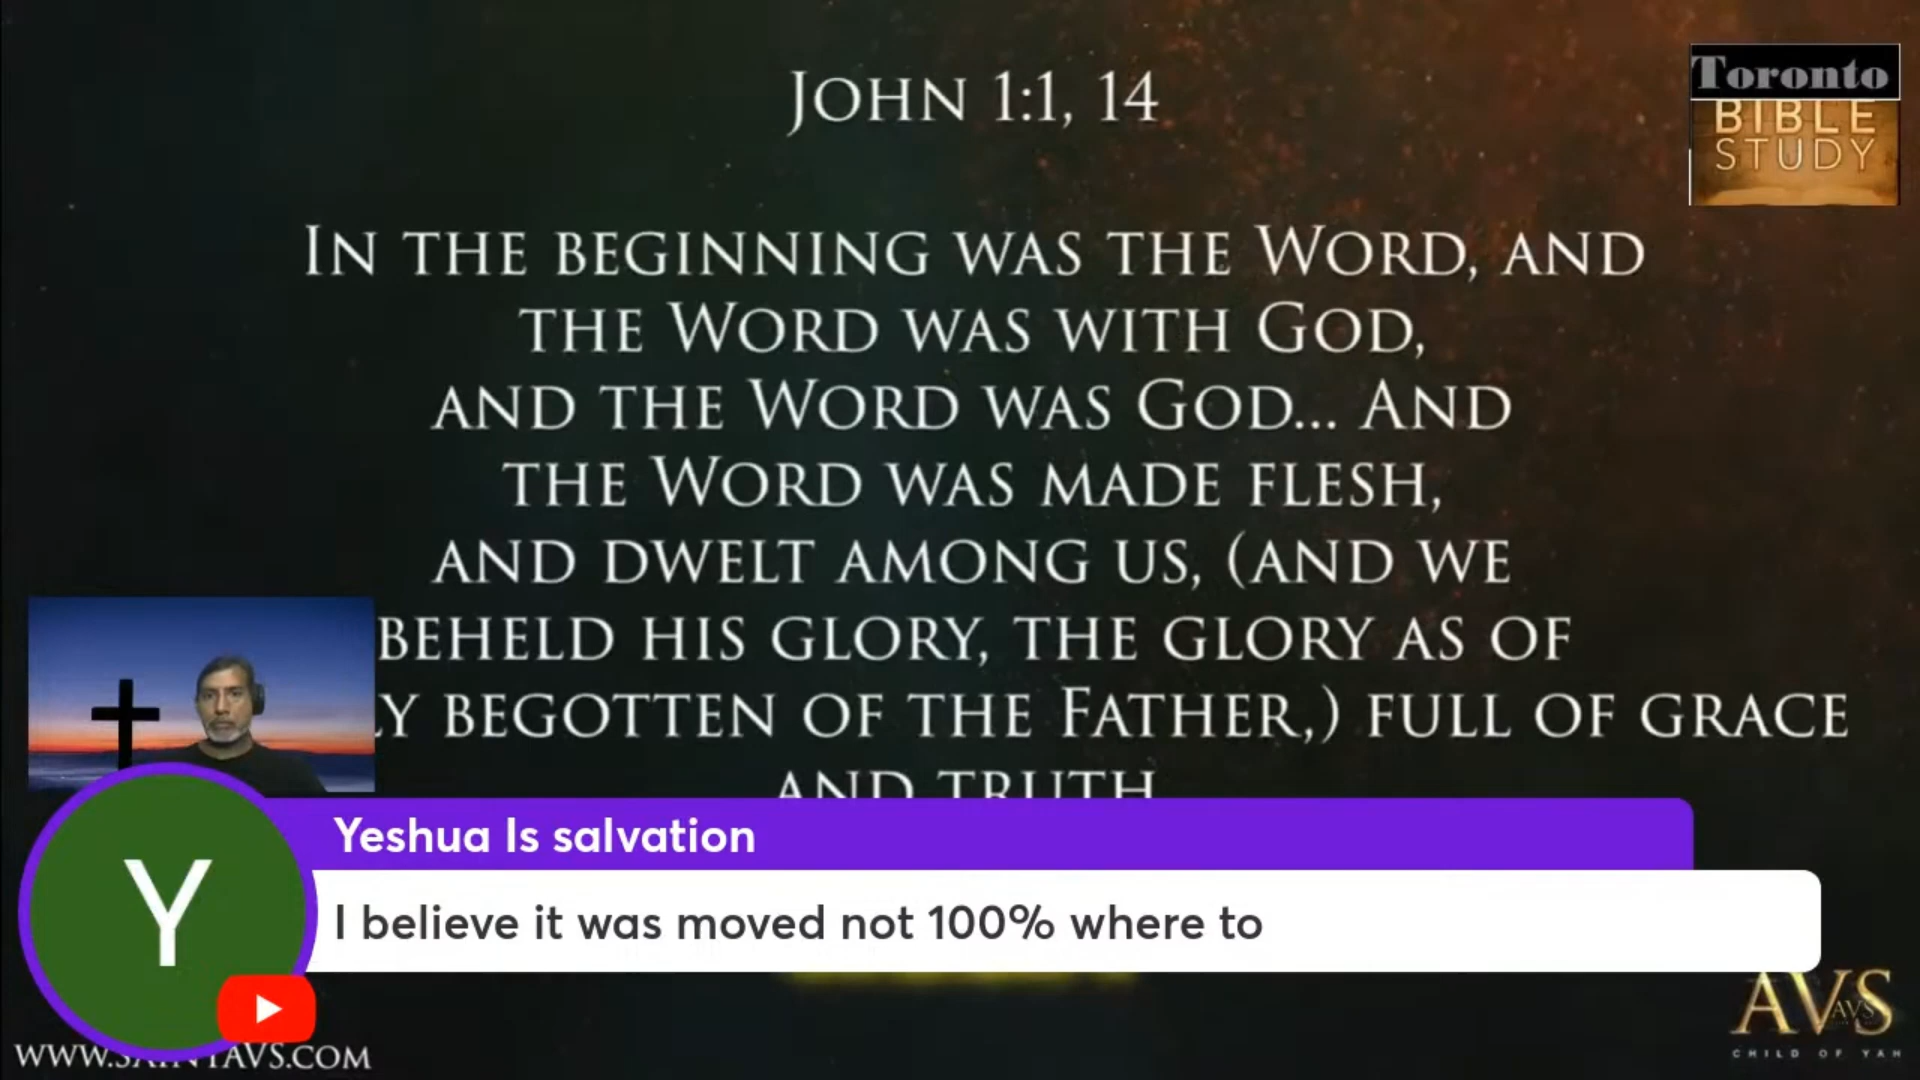 John 1:1, 14
Toronto
BIBLE
STUDY
In the beginning was the Word, and
the Word was with God,
and the Word was God... And
the Word was made flesh,
and dwelt among us, (and we
beheld his glory, the glory as of
begotten of the Father,) full of grace
and truth
Yeshua Is salvation
Y
I believe it was moved not 100% where to
AVS
AVS
CHILD OF YAH